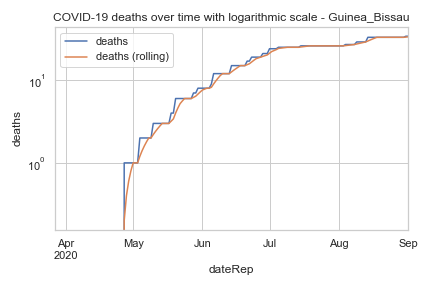 COVID-19 deaths over time with logarithmic scale - Guinea_Bissau
deaths
deaths (rolling)
10¹
10⁰
deaths
Apr
2020
May
Jun
Jul
Aug
Sep
dateRep